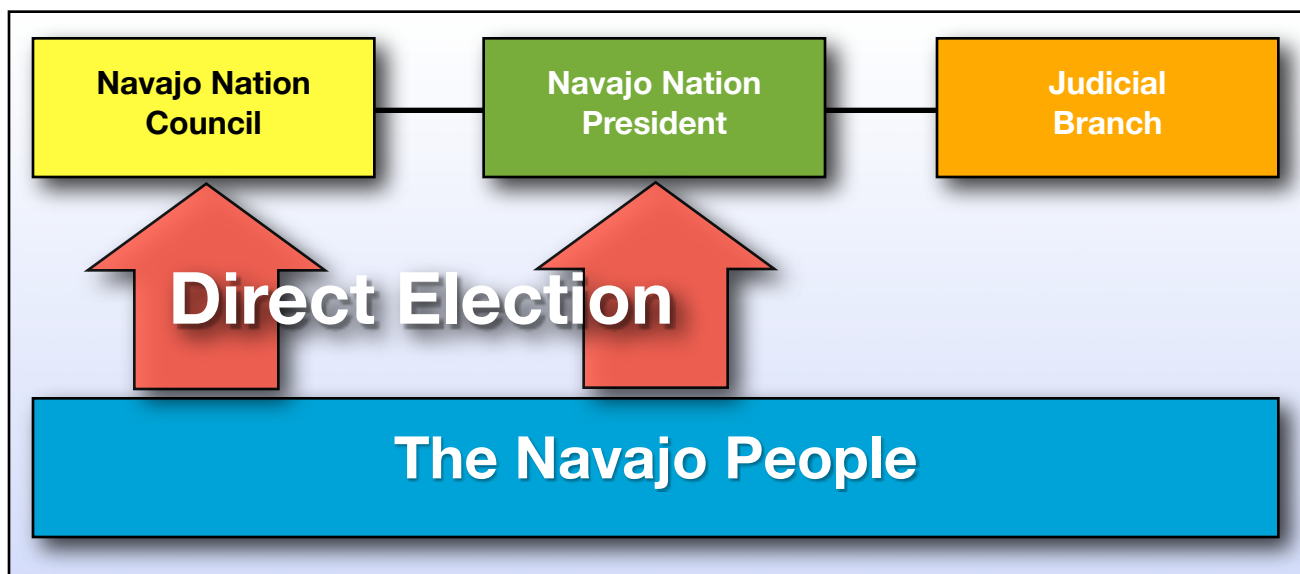 Navajo Nation
Council
Navajo Nation
President
Judicial
Branch
Direct Election
The Navajo People